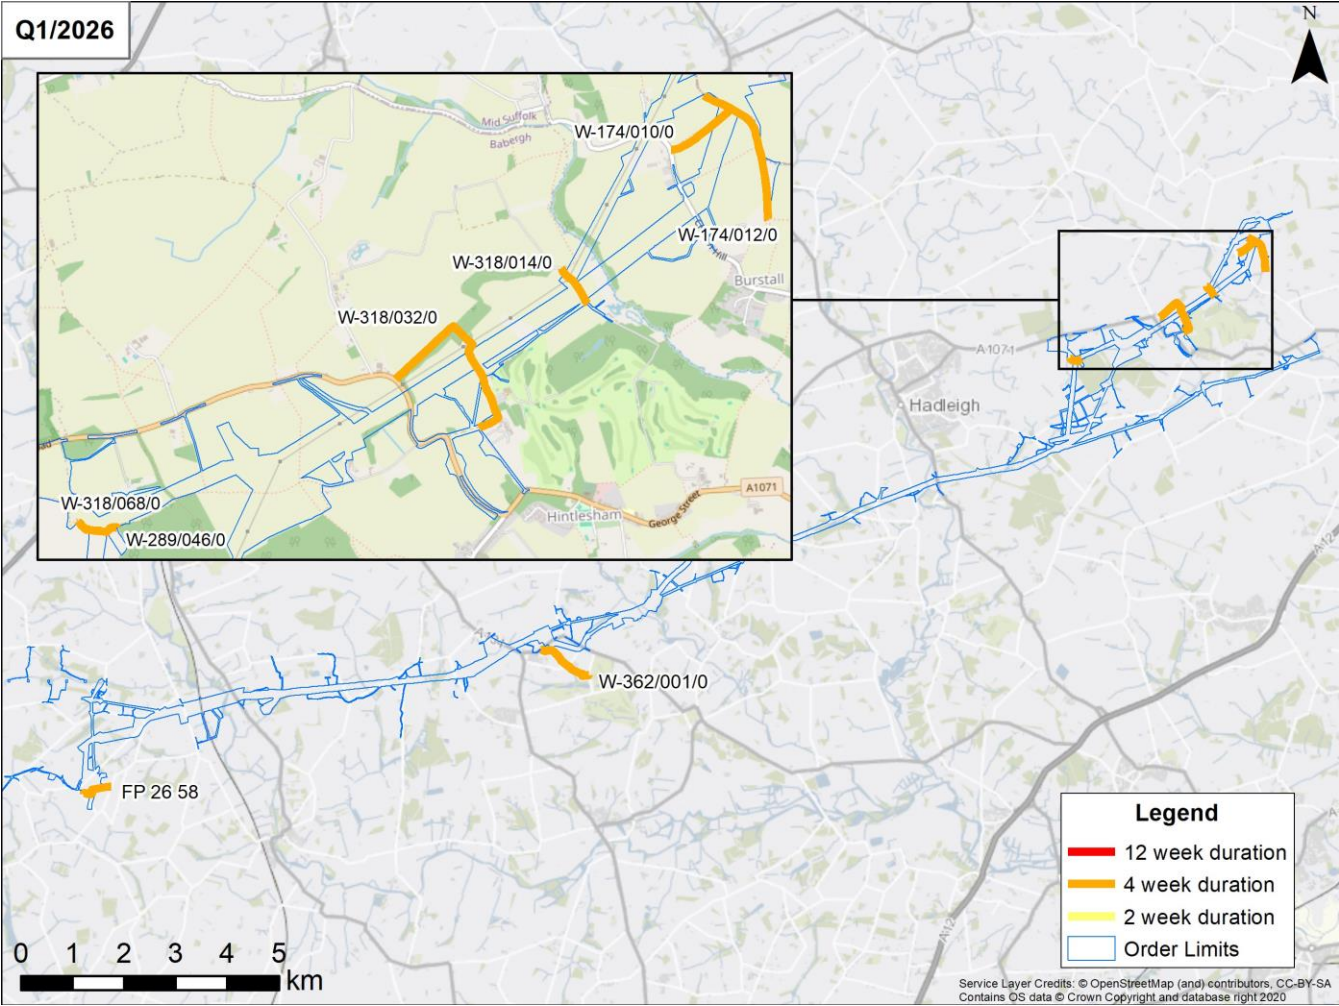 Q1/2026
N
Mid Suffolk
Babergh
W-174/010/0
W-174/012/0
Hill
Burstall
W-318/014/0
W-318/032/0
W-318/068/0
W-289/046/0
Hintlesham
George Street
A1071
A1071
Hadleigh
A12
W-362/001/0
FP 26 58
A12
0 1 2 3 4 5
km
Legend
12 week duration
4 week duration
2 week duration
Order Limits
Service Layer Credits: © OpenStreetMap (and) contributors, CC-BY-SA
Contains OS data © Crown Copyright and database right 2020